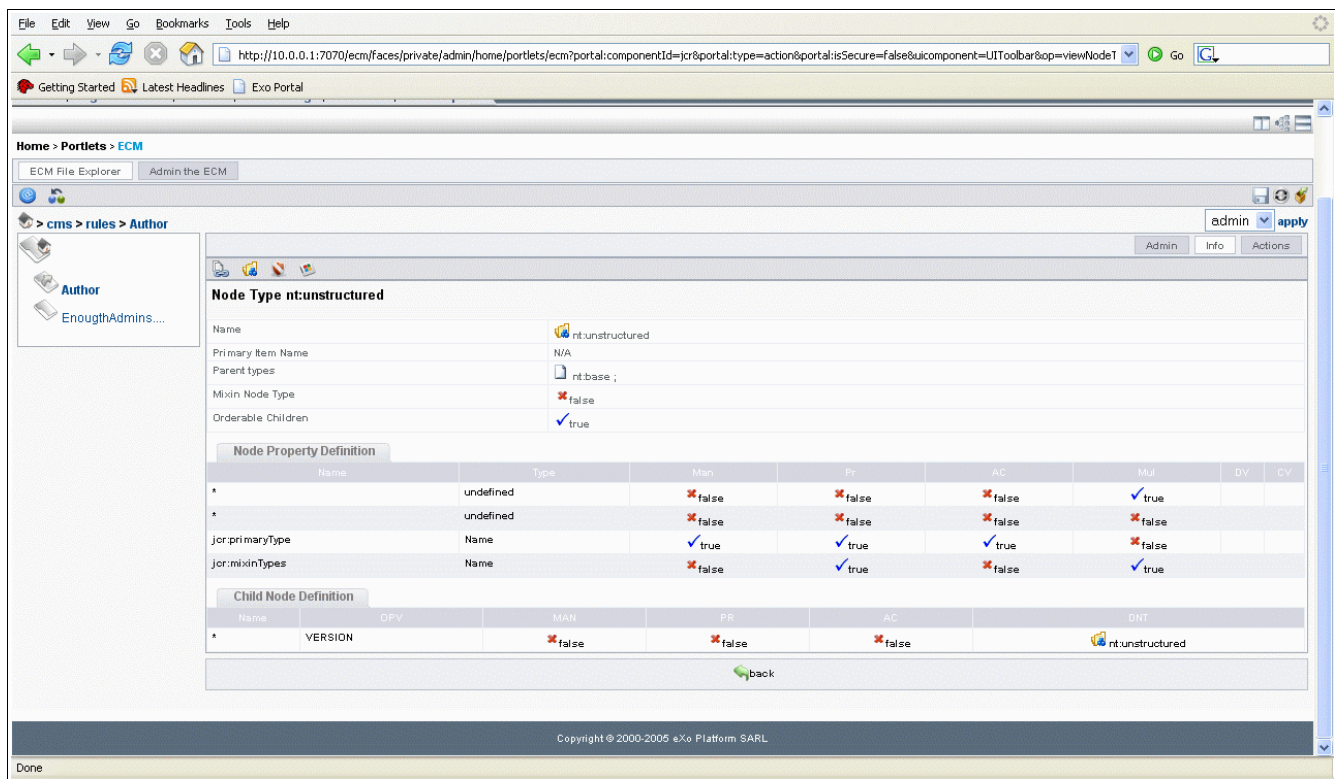 File Edit View Go Bookmarks Tools Help
http://10.0.0.1:7070/ecm/faces/private/admin/home/portlets/ecm?portal:componentId=jcr&portal:type=action&portal:isSecure=false&uicomponent=UIToolbar&op=viewNodeT Go
Getting Started Latest Headlines Exo Portal
Home > Portlets > ECM
ECM File Explorer Admin the ECM
> cms > rules > Author admin apply
Admin Info Actions
Author
EnougthAdmins....
Node Type nt:unstructured
Name nt:unstructured
Primary Item Name N/A
Parent types nt:base ;
Mixin Node Type false
Orderable Children true
Node Property Definition
Name Type Man Pr AC Mul DV CV
* undefined false false false true
* undefined false false false false
jcr:primaryType Name true true true false
jcr:mixinTypes Name false true false true
Child Node Definition
Name OPV MAN PR AC DNT
* VERSION false false false nt:unstructured
back
Copyright © 2000-2005 eXo Platform SARL
Done